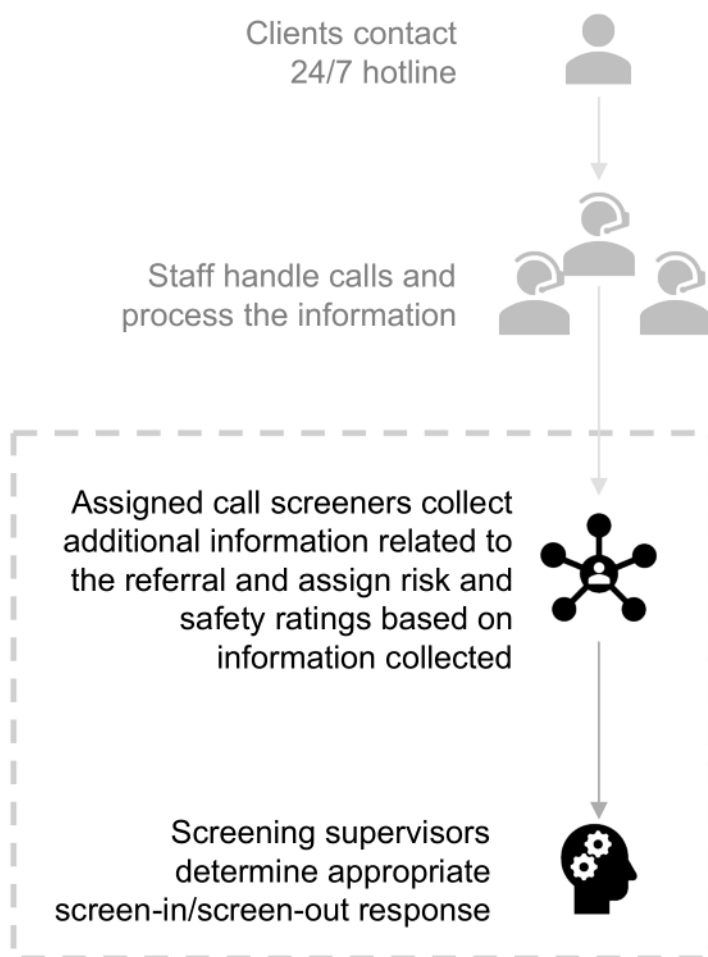 Clients contact
24/7 hotline
Staff handle calls and
process the information
Assigned call screeners collect
additional information related to
the referral and assign risk and
safety ratings based on
information collected
Screening supervisors
determine appropriate
screen-in/screen-out response